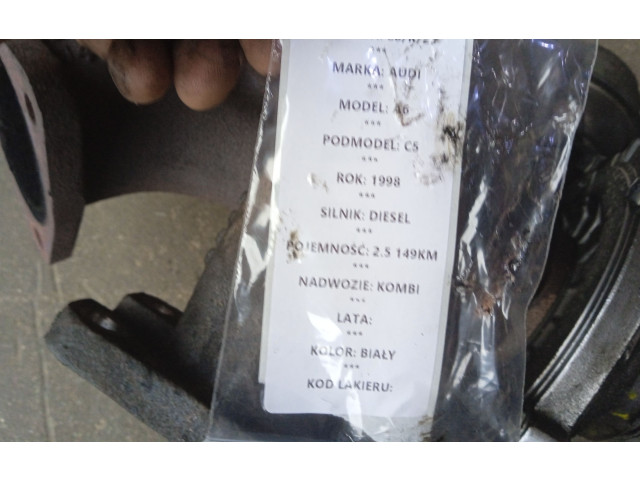 MARKA: AUDI
***
MODEL: A6
***
PODMODEL: C5
***
ROK: 1998
***
SILNIK: DIESEL
***
POJEMNOŚĆ: 2.5 149KM
***
NADWOZIE: KOMBI
***
LATA:
***
KOLOR: BIAŁY
***
KOD LAKIERU: